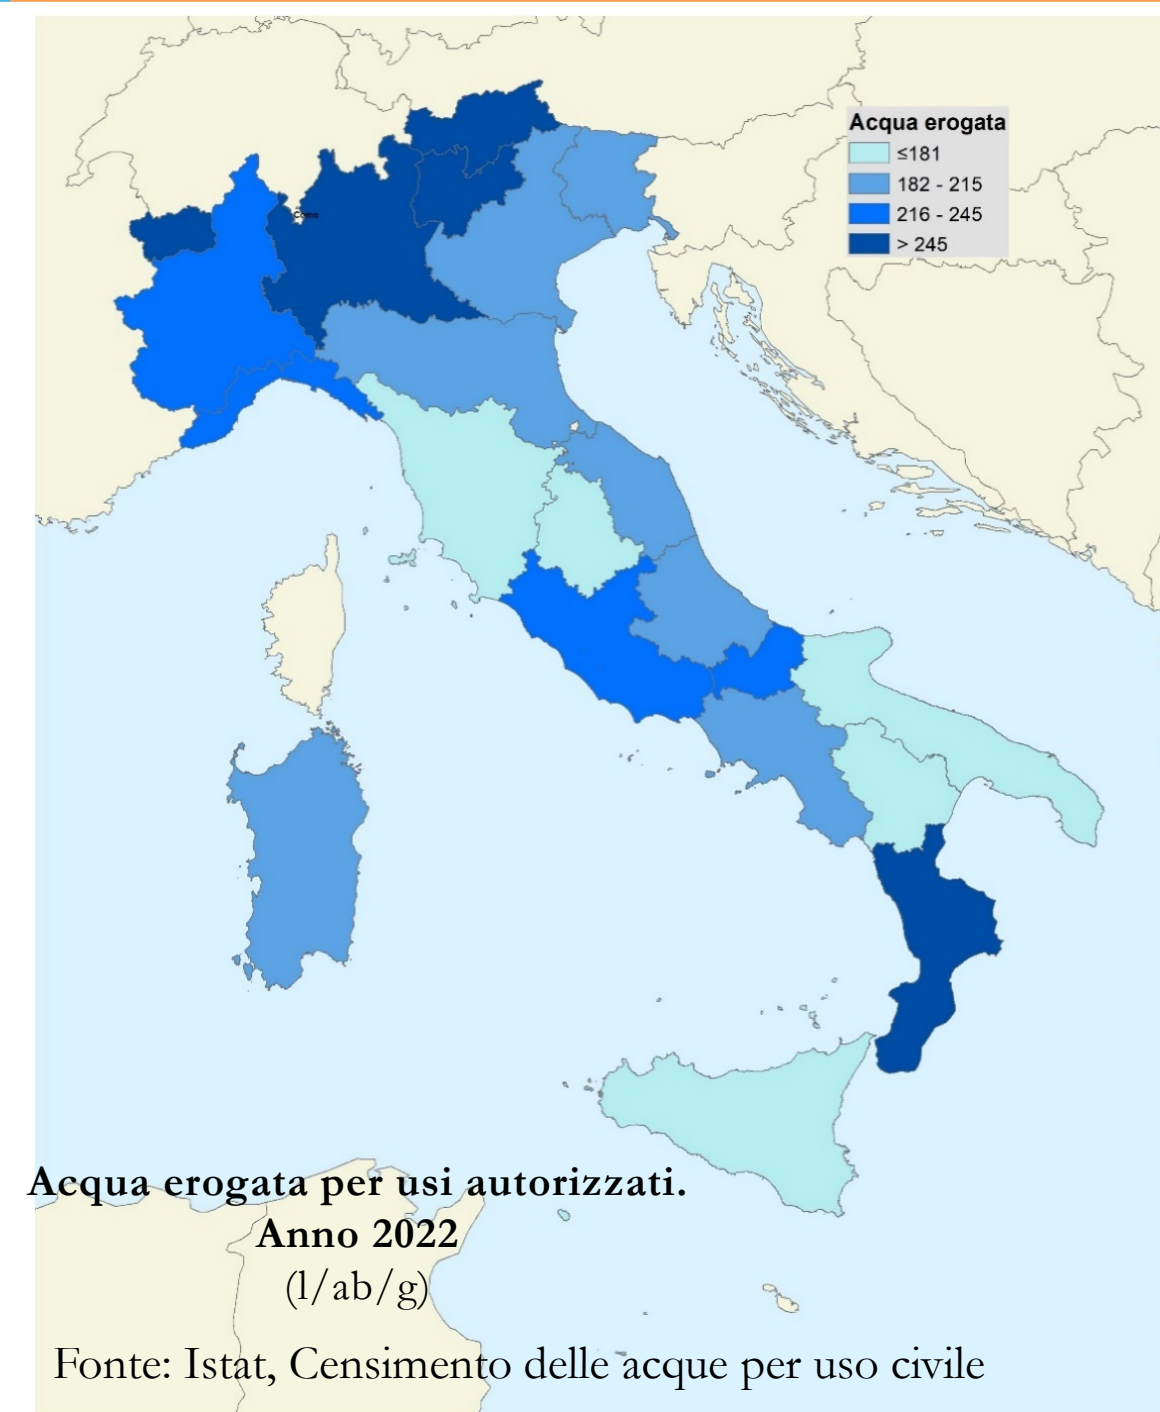 Acqua erogata
≤181
182 - 215
216 - 245
> 245
Como
Acqua erogata per usi autorizzati.
Anno 2022
(l/ab/g)
Fonte: Istat, Censimento delle acque per uso civile